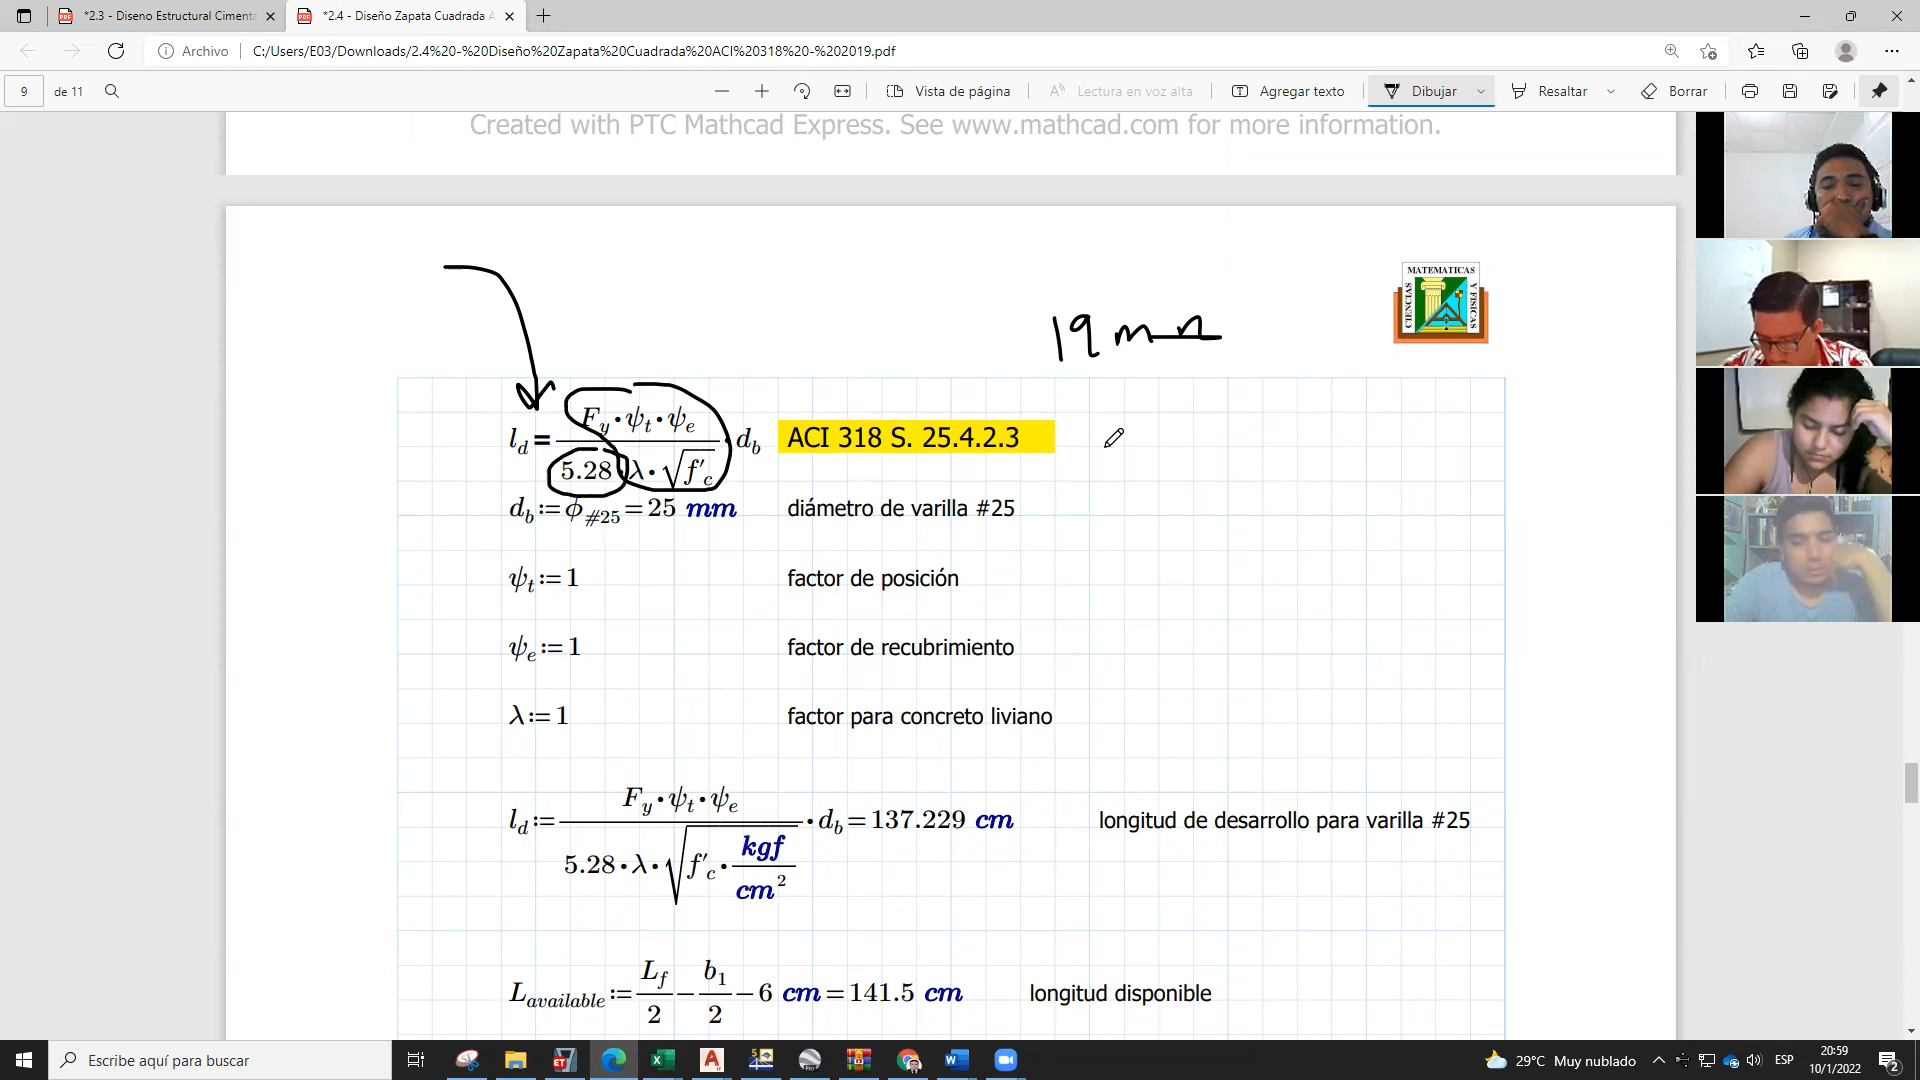 *2.3 - Diseno Estructural Cimenta
*2.4 - Diseño Zapata Cuadrada A
Archivo
C:/Users/E03/Downloads/2.4%20-%20Diseño%20Zapata%20Cuadrada%20ACI%20318%20-%202019.pdf
9 de 11
Vista de página
Lectura en voz alta
Agregar texto
Dibujar
Resaltar
Borrar
Created with PTC Mathcad Express. See www.mathcad.com for more information.
MATEMATICAS
CIENCIAS
Y FISICAS
19 mm
l_d = (F_y·ψ_t·ψ_e)/(5.28·λ·√f'_c)·d_b ACI 318 S. 25.4.2.3
d_b:=ϕ_#25=25 mm diámetro de varilla #25
ψ_t:=1 factor de posición
ψ_e:=1 factor de recubrimiento
λ:=1 factor para concreto liviano
l_d:=(F_y·ψ_t·ψ_e)/(5.28·λ·√(f'_c·kgf/cm²))·d_b=137.229 cm longitud de desarrollo para varilla #25
L_available:=L_f/2−b_1/2−6 cm=141.5 cm longitud disponible
Escribe aquí para buscar
29°C Muy nublado
ESP
20:59
10/1/2022
2